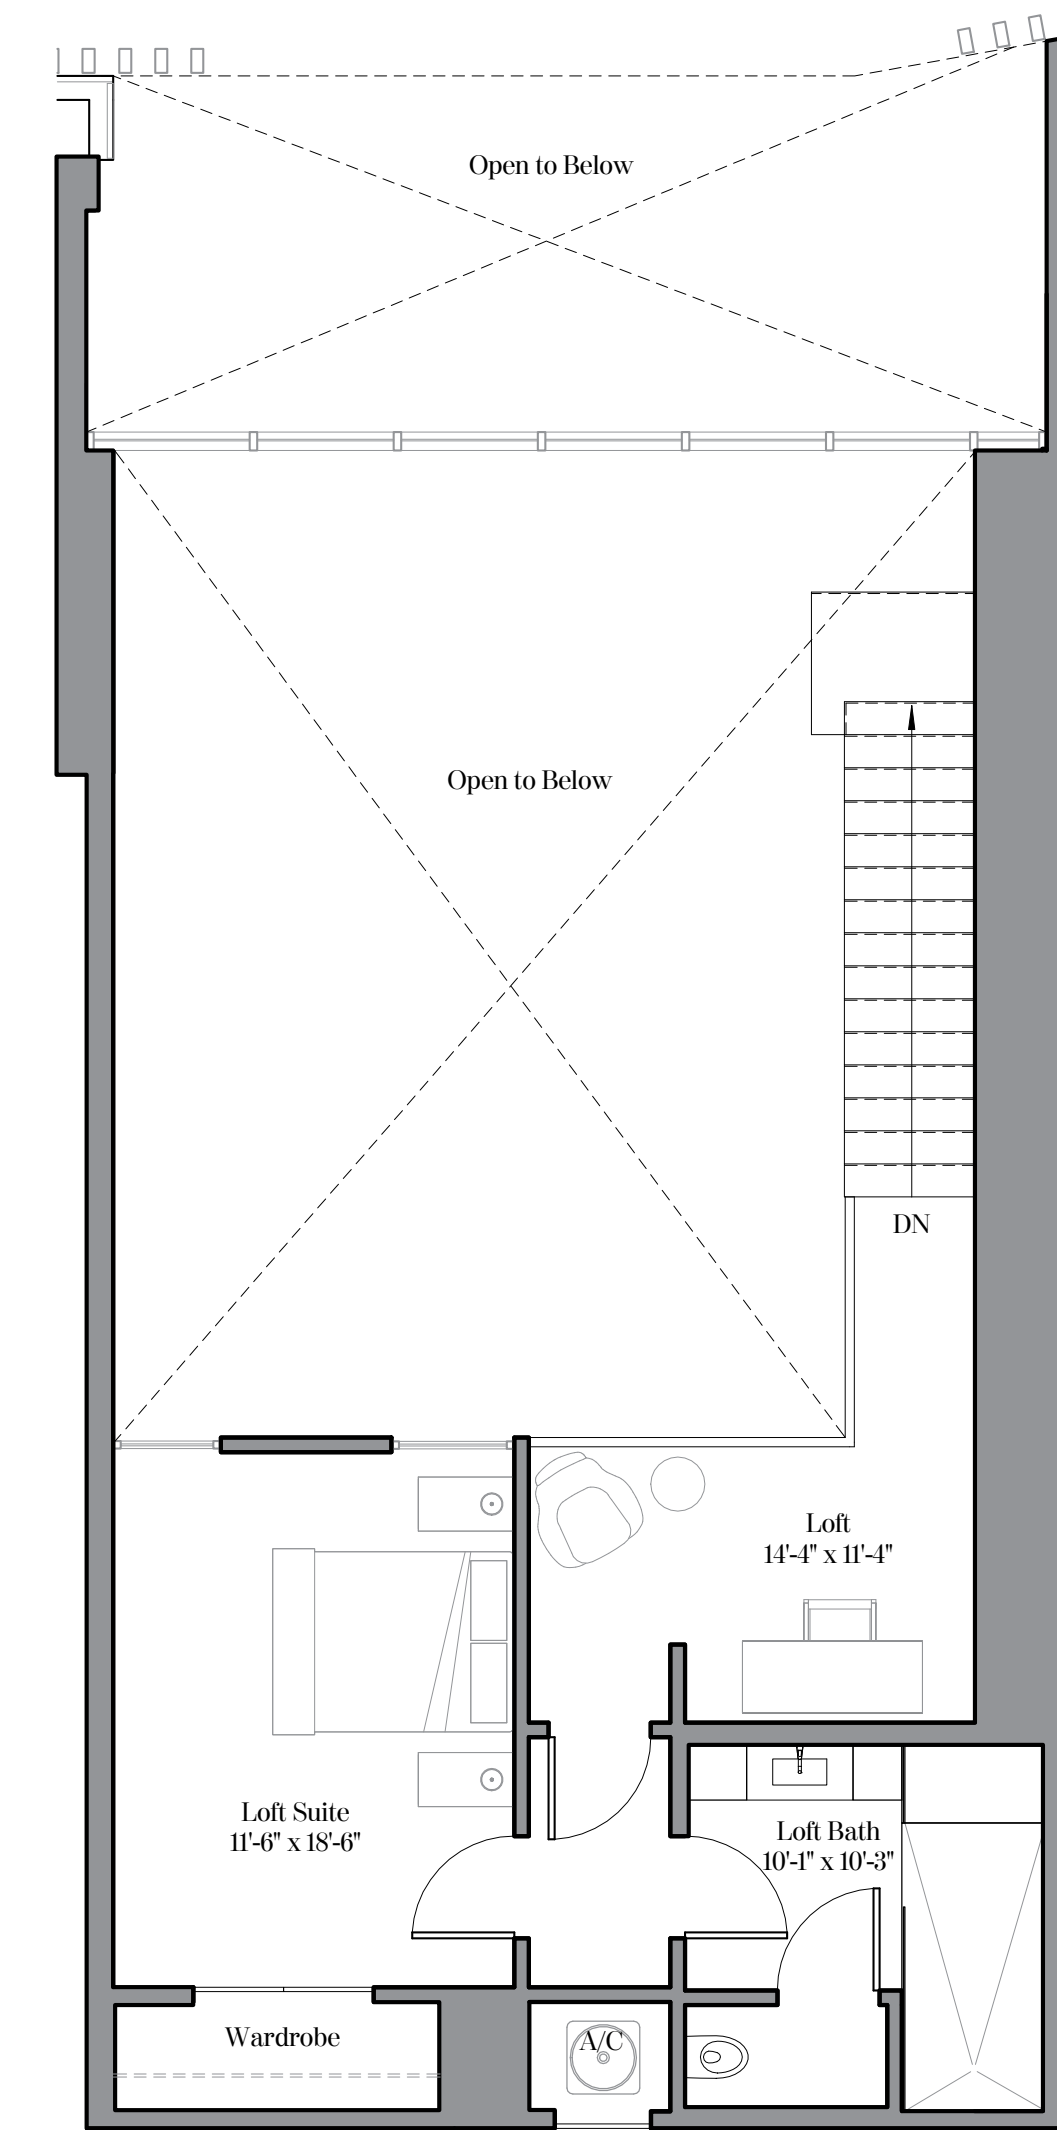 Open to Below
Open to Below
DN
Loft
14'-4" x 11'-4"
Loft Suite
11'-6" x 18'-6"
Loft Bath
10'-1" x 10'-3"
Wardrobe
A/C